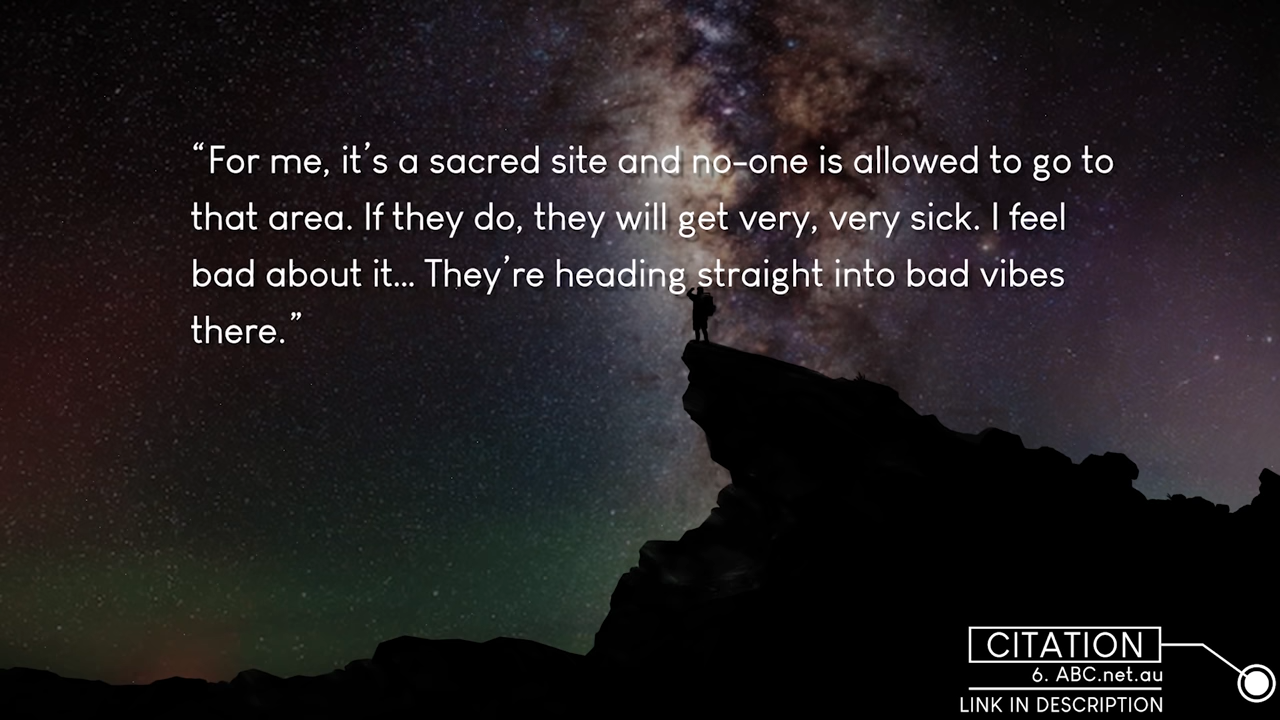 “For me, it’s a sacred site and no-one is allowed to go to
that area. If they do, they will get very, very sick. I feel
bad about it... They’re heading straight into bad vibes
there.”
CITATION
6. ABC.net.au
LINK IN DESCRIPTION